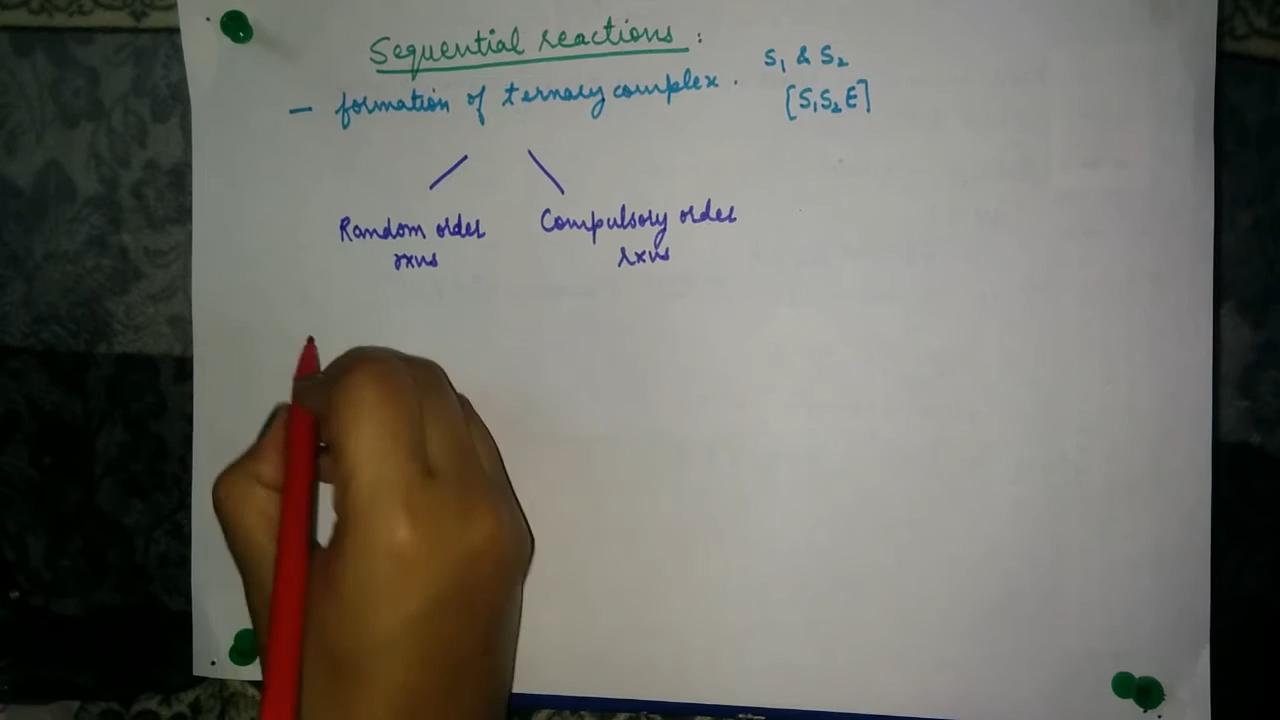 Sequential reactions :
— formation of ternary complex.
S₁ & S₂
[S₁S₂E]
Random order
rxns
Compulsory order
rxns